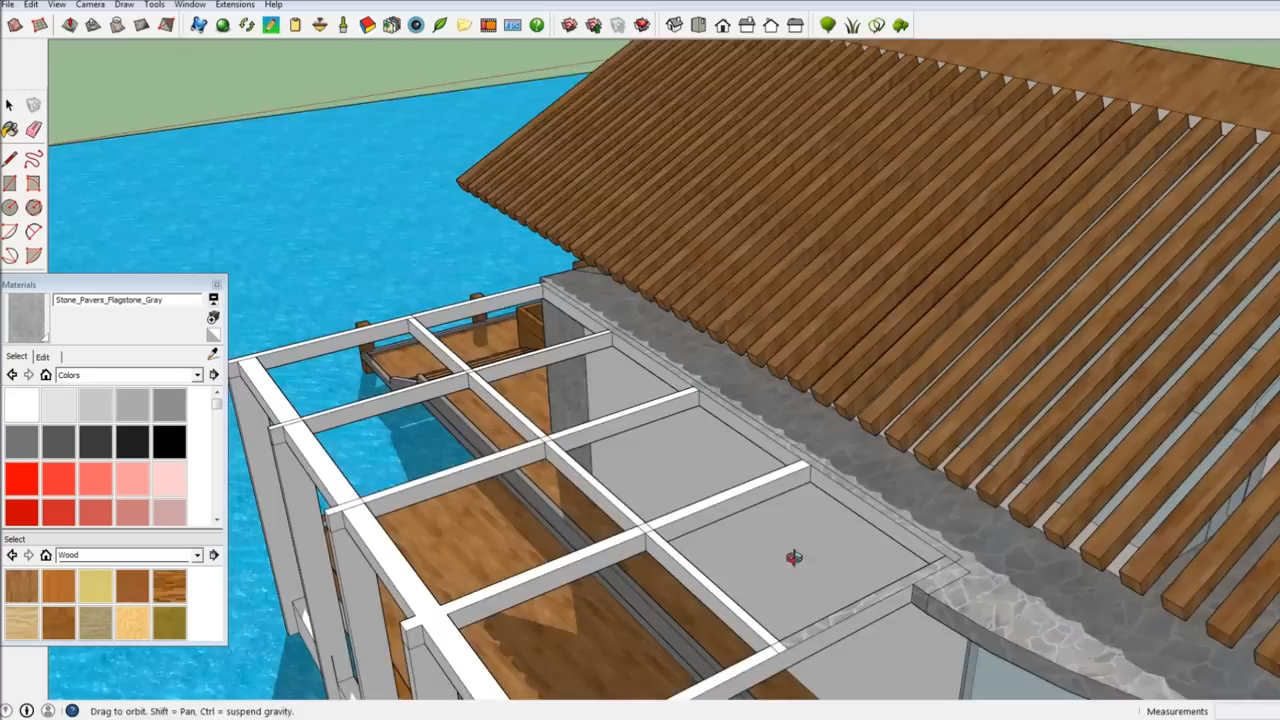 File Edit View Camera Draw Tools Window Extensions Help
Materials
Stone_Pavers_Flagstone_Gray
Select Edit
Colors
Select
Wood
Drag to orbit. Shift = Pan, Ctrl = suspend gravity.
Measurements